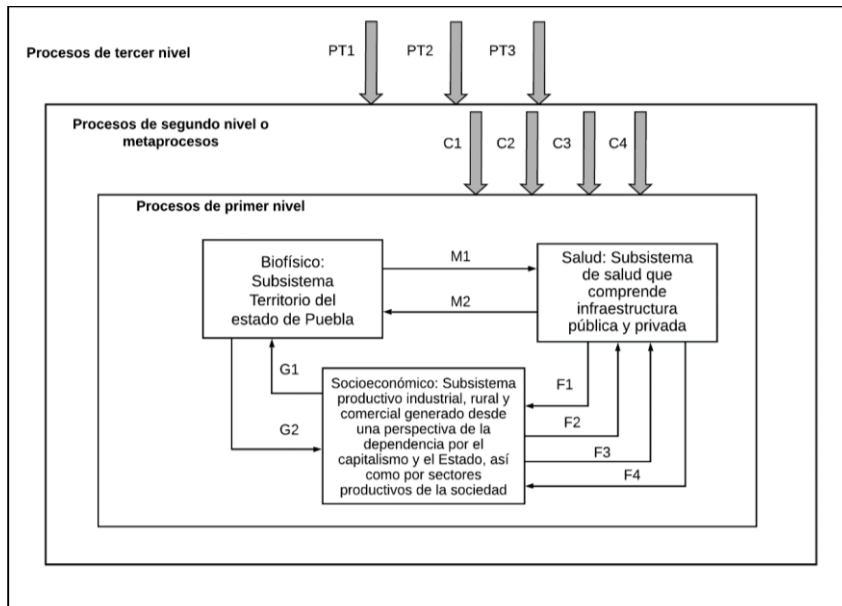 Procesos de tercer nivel
PT1
PT2
PT3
Procesos de segundo nivel o
metaprocesos
C1
C2
C3
C4
Procesos de primer nivel
Biofísico:
Subsistema
Territorio del
estado de Puebla
M1
M2
Salud: Subsistema
de salud que
comprende
infraestructura
pública y privada
G1
G2
Socioeconómico: Subsistema
productivo industrial, rural y
comercial generado desde
una perspectiva de la
dependencia por el
capitalismo y el Estado, así
como por sectores
productivos de la sociedad
F1
F2
F3
F4